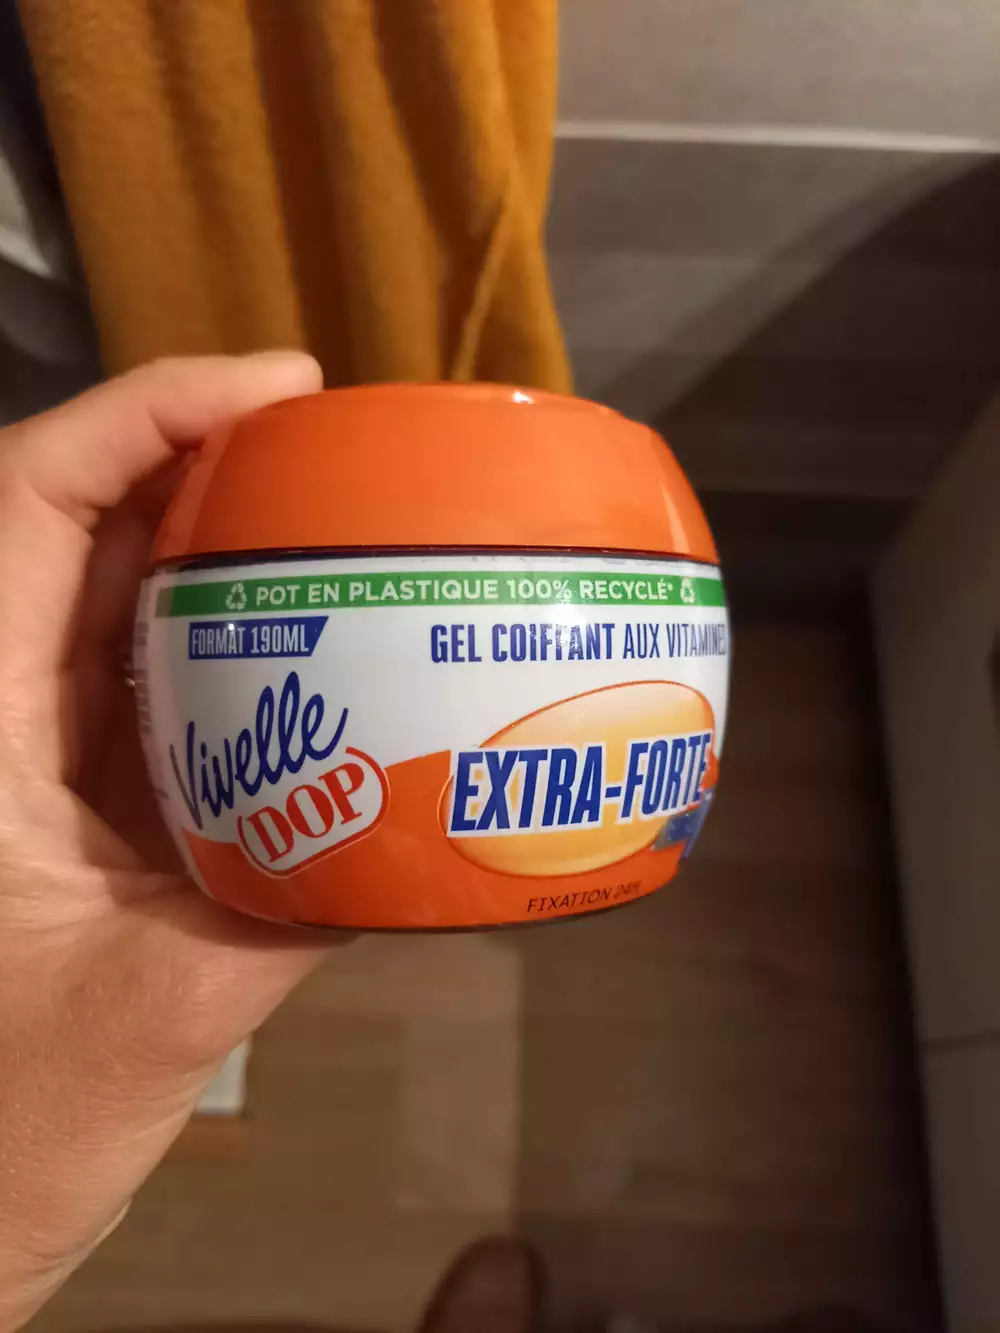 POT EN PLASTIQUE 100% RECYCLÉ*
FORMAT 190ML
GEL COIFFANT AUX VITAMINES
Vivelle
DOP
EXTRA-FORTE
FIXATION 24H